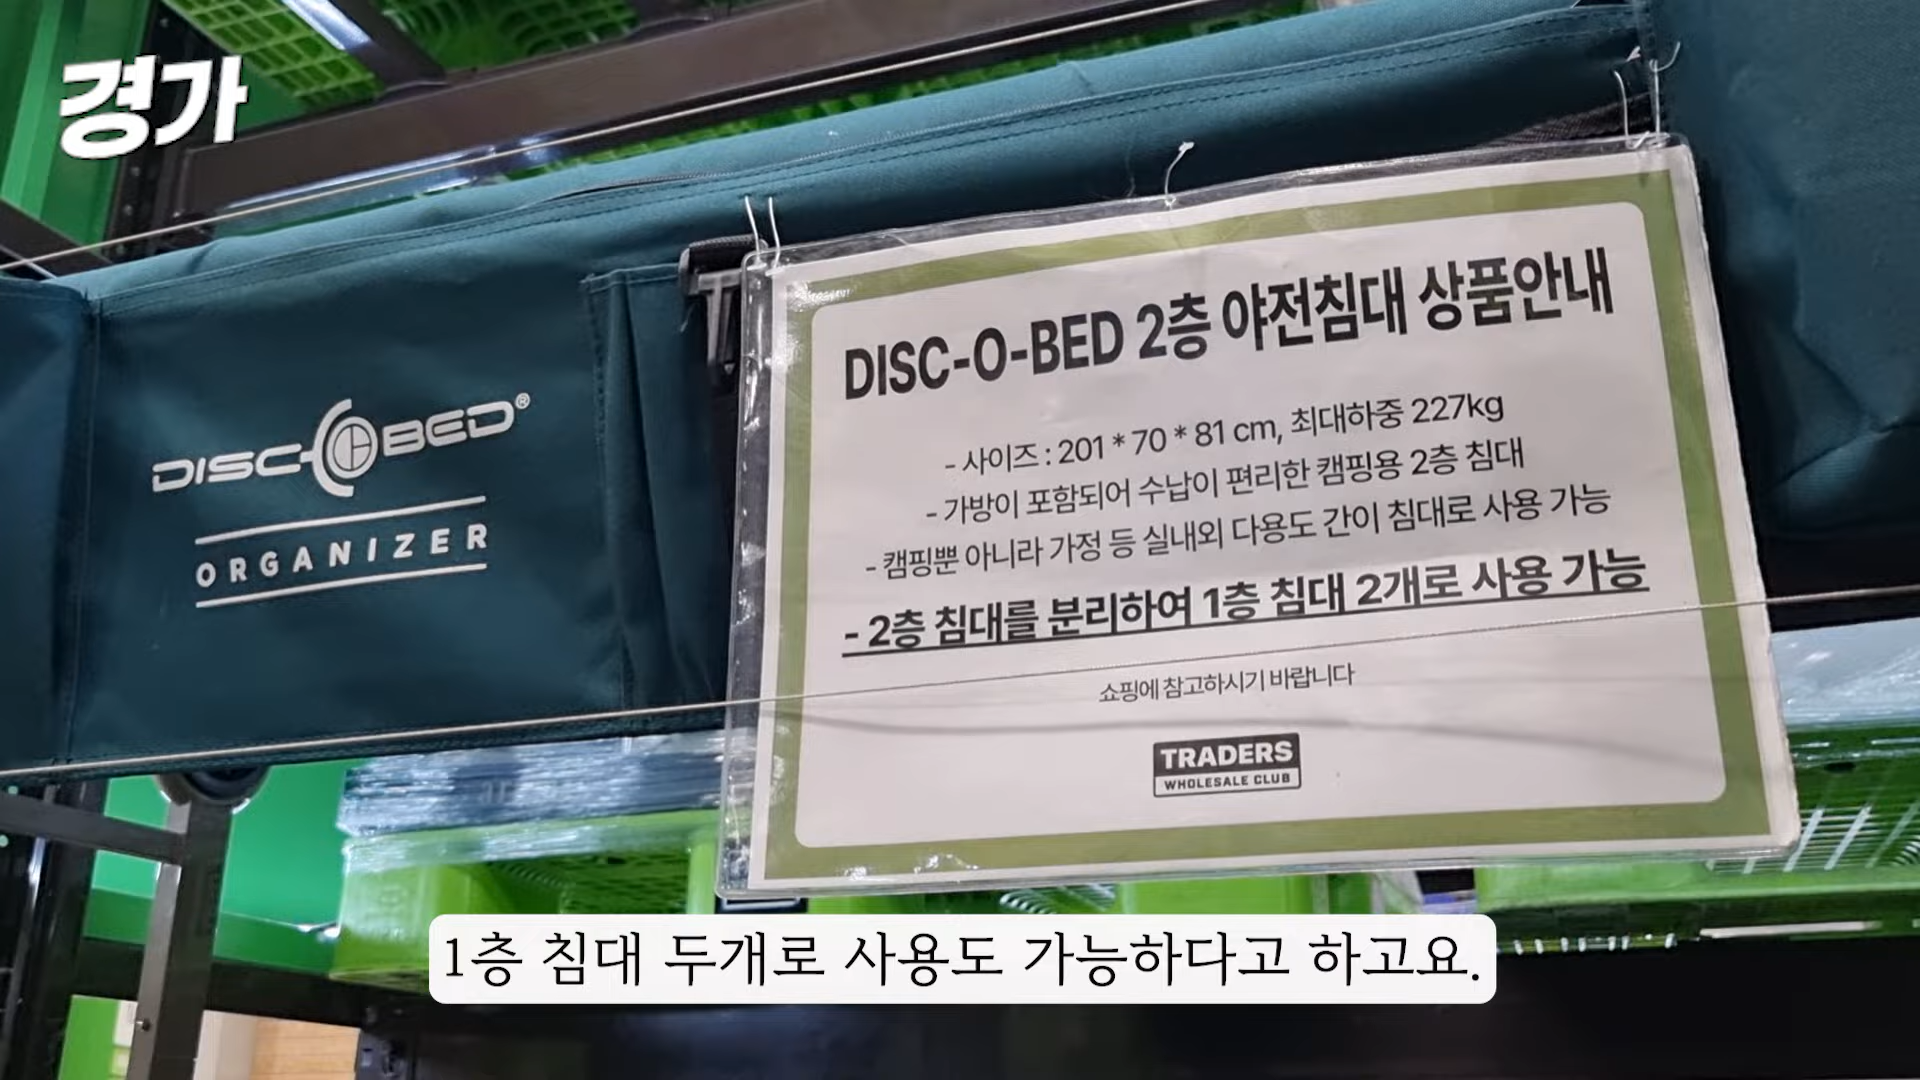 경가
DISC-O-BED®
ORGANIZER
DISC-O-BED 2층 야전침대 상품안내
- 사이즈 : 201 * 70 * 81 cm, 최대하중 227kg
- 가방이 포함되어 수납이 편리한 캠핑용 2층 침대
- 캠핑뿐 아니라 가정 등 실내외 다용도 간이 침대로 사용 가능
- 2층 침대를 분리하여 1층 침대 2개로 사용 가능
쇼핑에 참고하시기 바랍니다
TRADERS
WHOLESALE CLUB
1층 침대 두개로 사용도 가능하다고 하고요.